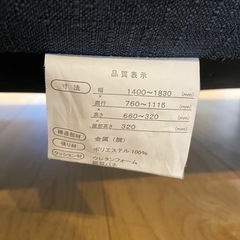 品質表示
寸法 幅 1400～1830 (mm)
奥行 760～1115 (mm)
高さ 660～320 (mm)
座面高さ 320 (mm)
構造部材 金属（鋼）
張り材 ポリエステル100%
クッション材 ウレタンフォーム